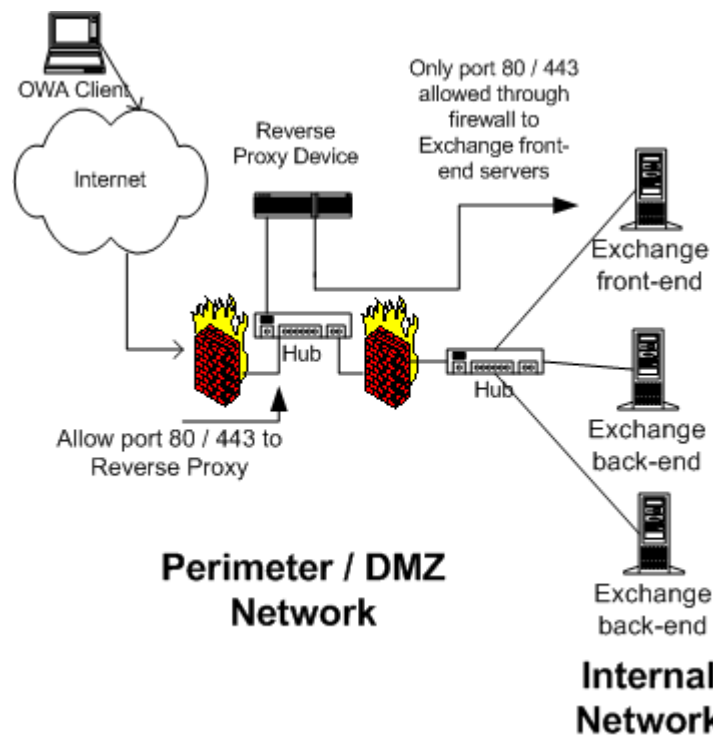 OWA Client
Internet
Reverse
Proxy Device
Only port 80 / 443
allowed through
firewall to
Exchange front-
end servers
Exchange
front-end
Hub
Hub
Exchange
back-end
Allow port 80 / 443 to
Reverse Proxy
Exchange
back-end
Perimeter / DMZ
Network
Internal
Network